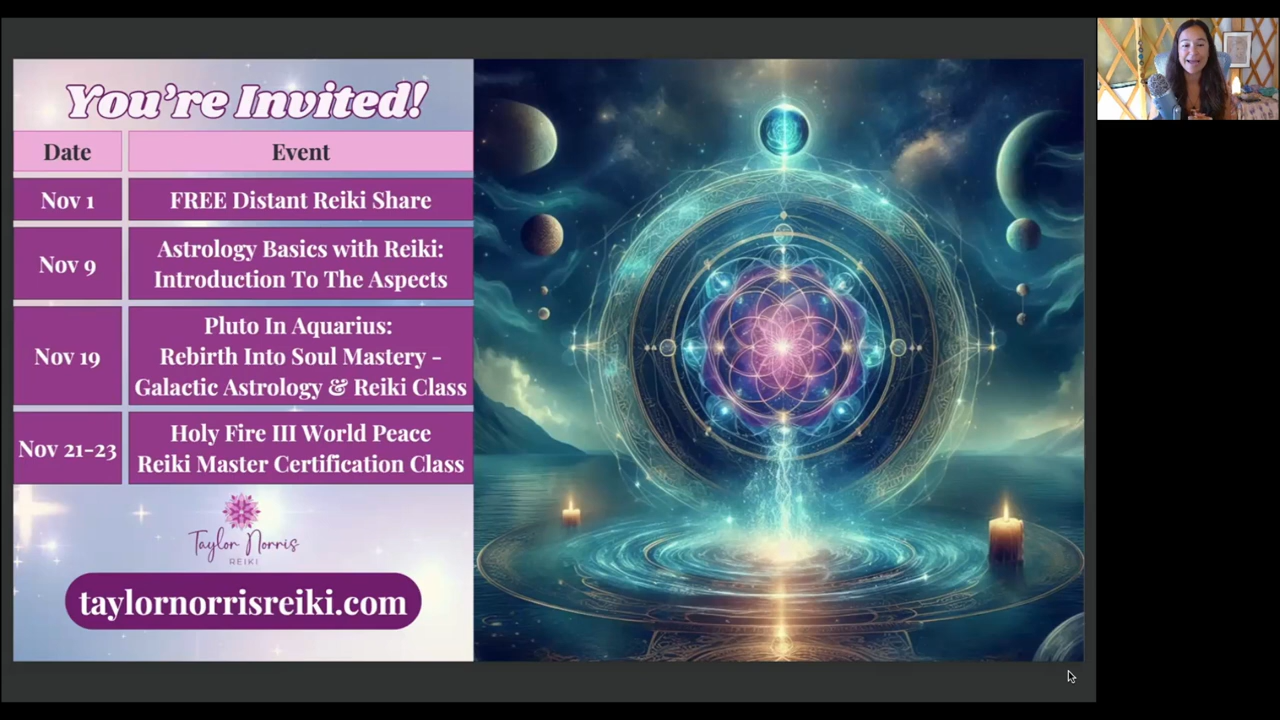 You're Invited!
Date
Event
Nov 1
FREE Distant Reiki Share
Nov 9
Astrology Basics with Reiki:
Introduction To The Aspects
Nov 19
Pluto In Aquarius:
Rebirth Into Soul Mastery -
Galactic Astrology & Reiki Class
Nov 21-23
Holy Fire III World Peace
Reiki Master Certification Class
Taylor Norris
REIKI
taylornorrisreiki.com